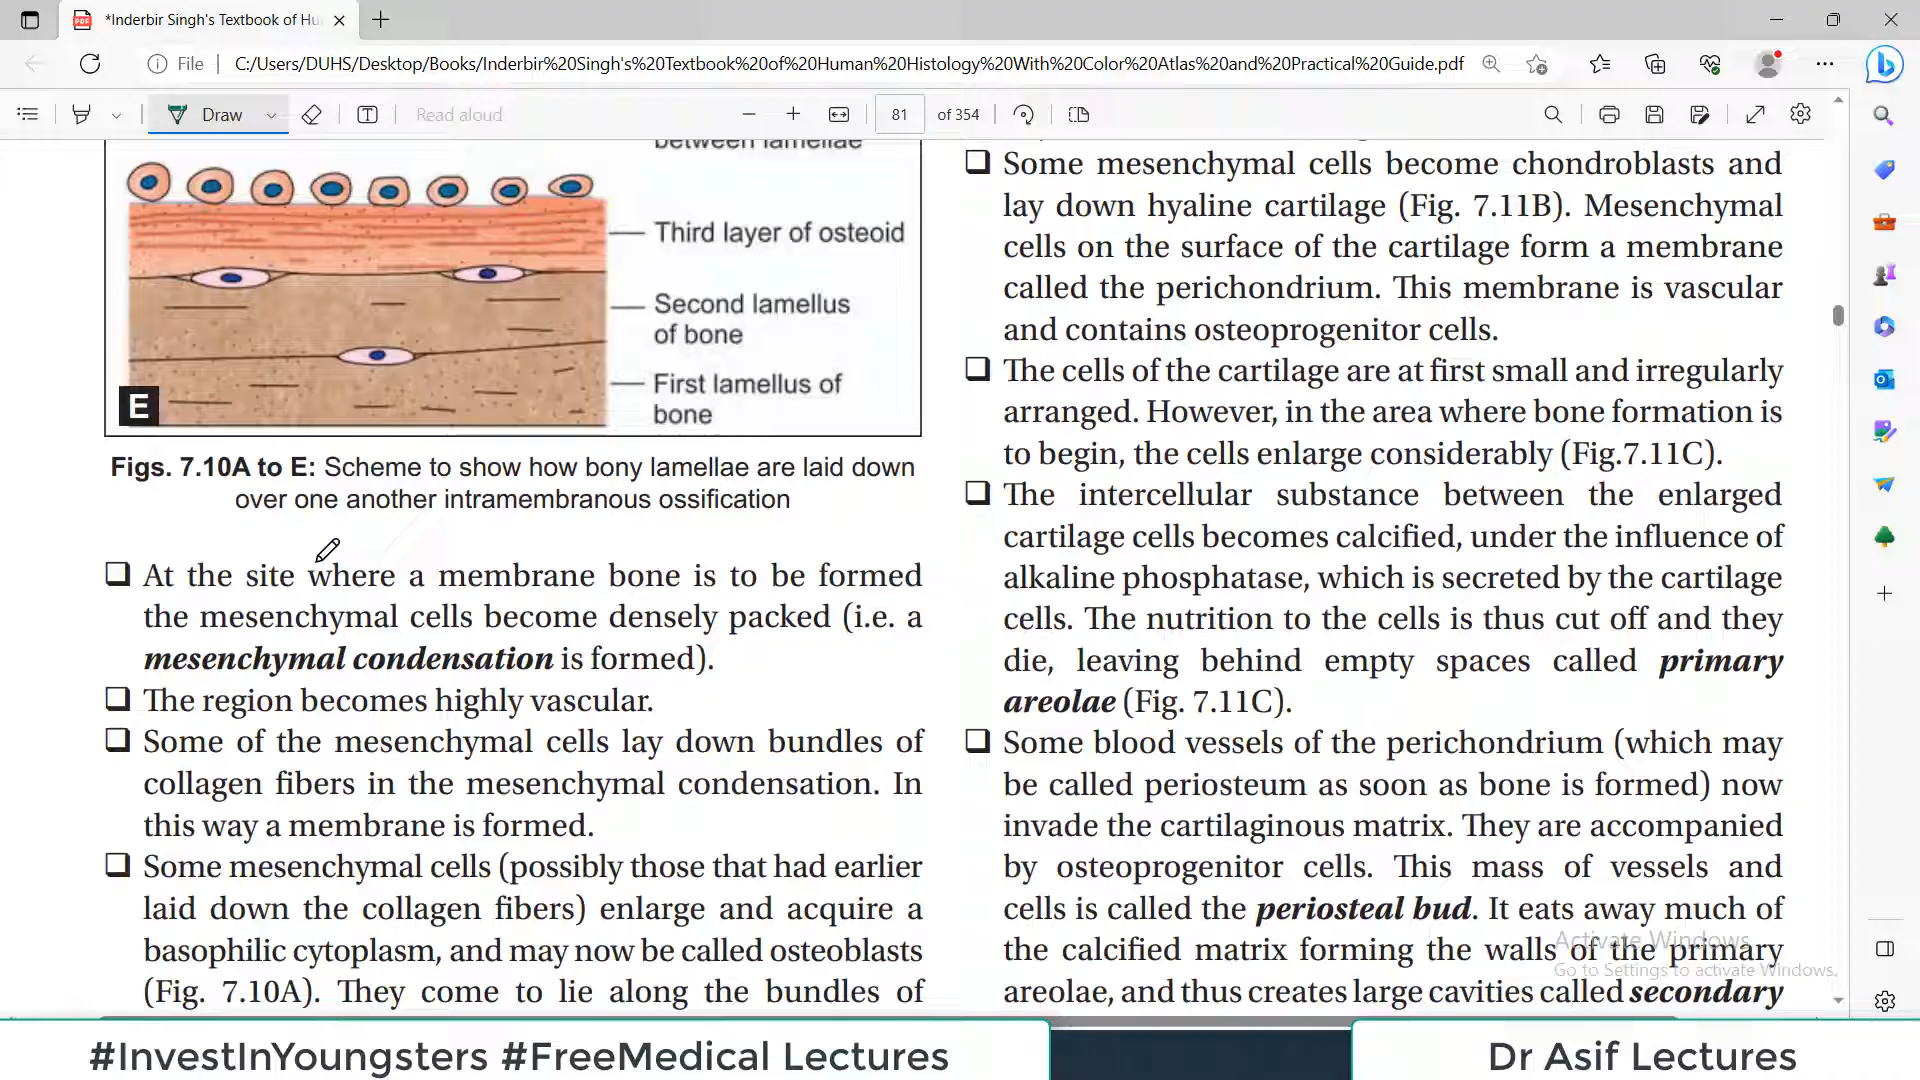 *Inderbir Singh's Textbook of Hu
File
C:/Users/DUHS/Desktop/Books/Inderbir%20Singh's%20Textbook%20of%20Human%20Histology%20With%20Color%20Atlas%20and%20Practical%20Guide.pdf
Draw
Read aloud
81
of 354
between lamellae
Third layer of osteoid
Second lamellus
of bone
First lamellus of
bone
E
Figs. 7.10A to E: Scheme to show how bony lamellae are laid down
over one another intramembranous ossification
At the site where a membrane bone is to be formed
the mesenchymal cells become densely packed (i.e. a
mesenchymal condensation is formed).
The region becomes highly vascular.
Some of the mesenchymal cells lay down bundles of
collagen fibers in the mesenchymal condensation. In
this way a membrane is formed.
Some mesenchymal cells (possibly those that had earlier
laid down the collagen fibers) enlarge and acquire a
basophilic cytoplasm, and may now be called osteoblasts
(Fig. 7.10A). They come to lie along the bundles of
Some mesenchymal cells become chondroblasts and
lay down hyaline cartilage (Fig. 7.11B). Mesenchymal
cells on the surface of the cartilage form a membrane
called the perichondrium. This membrane is vascular
and contains osteoprogenitor cells.
The cells of the cartilage are at first small and irregularly
arranged. However, in the area where bone formation is
to begin, the cells enlarge considerably (Fig.7.11C).
The intercellular substance between the enlarged
cartilage cells becomes calcified, under the influence of
alkaline phosphatase, which is secreted by the cartilage
cells. The nutrition to the cells is thus cut off and they
die, leaving behind empty spaces called primary
areolae (Fig. 7.11C).
Some blood vessels of the perichondrium (which may
be called periosteum as soon as bone is formed) now
invade the cartilaginous matrix. They are accompanied
by osteoprogenitor cells. This mass of vessels and
cells is called the periosteal bud. It eats away much of
the calcified matrix forming the walls of the primary
areolae, and thus creates large cavities called secondary
Activate Windows
Go to Settings to activate Windows.
#InvestInYoungsters #FreeMedical Lectures
Dr Asif Lectures